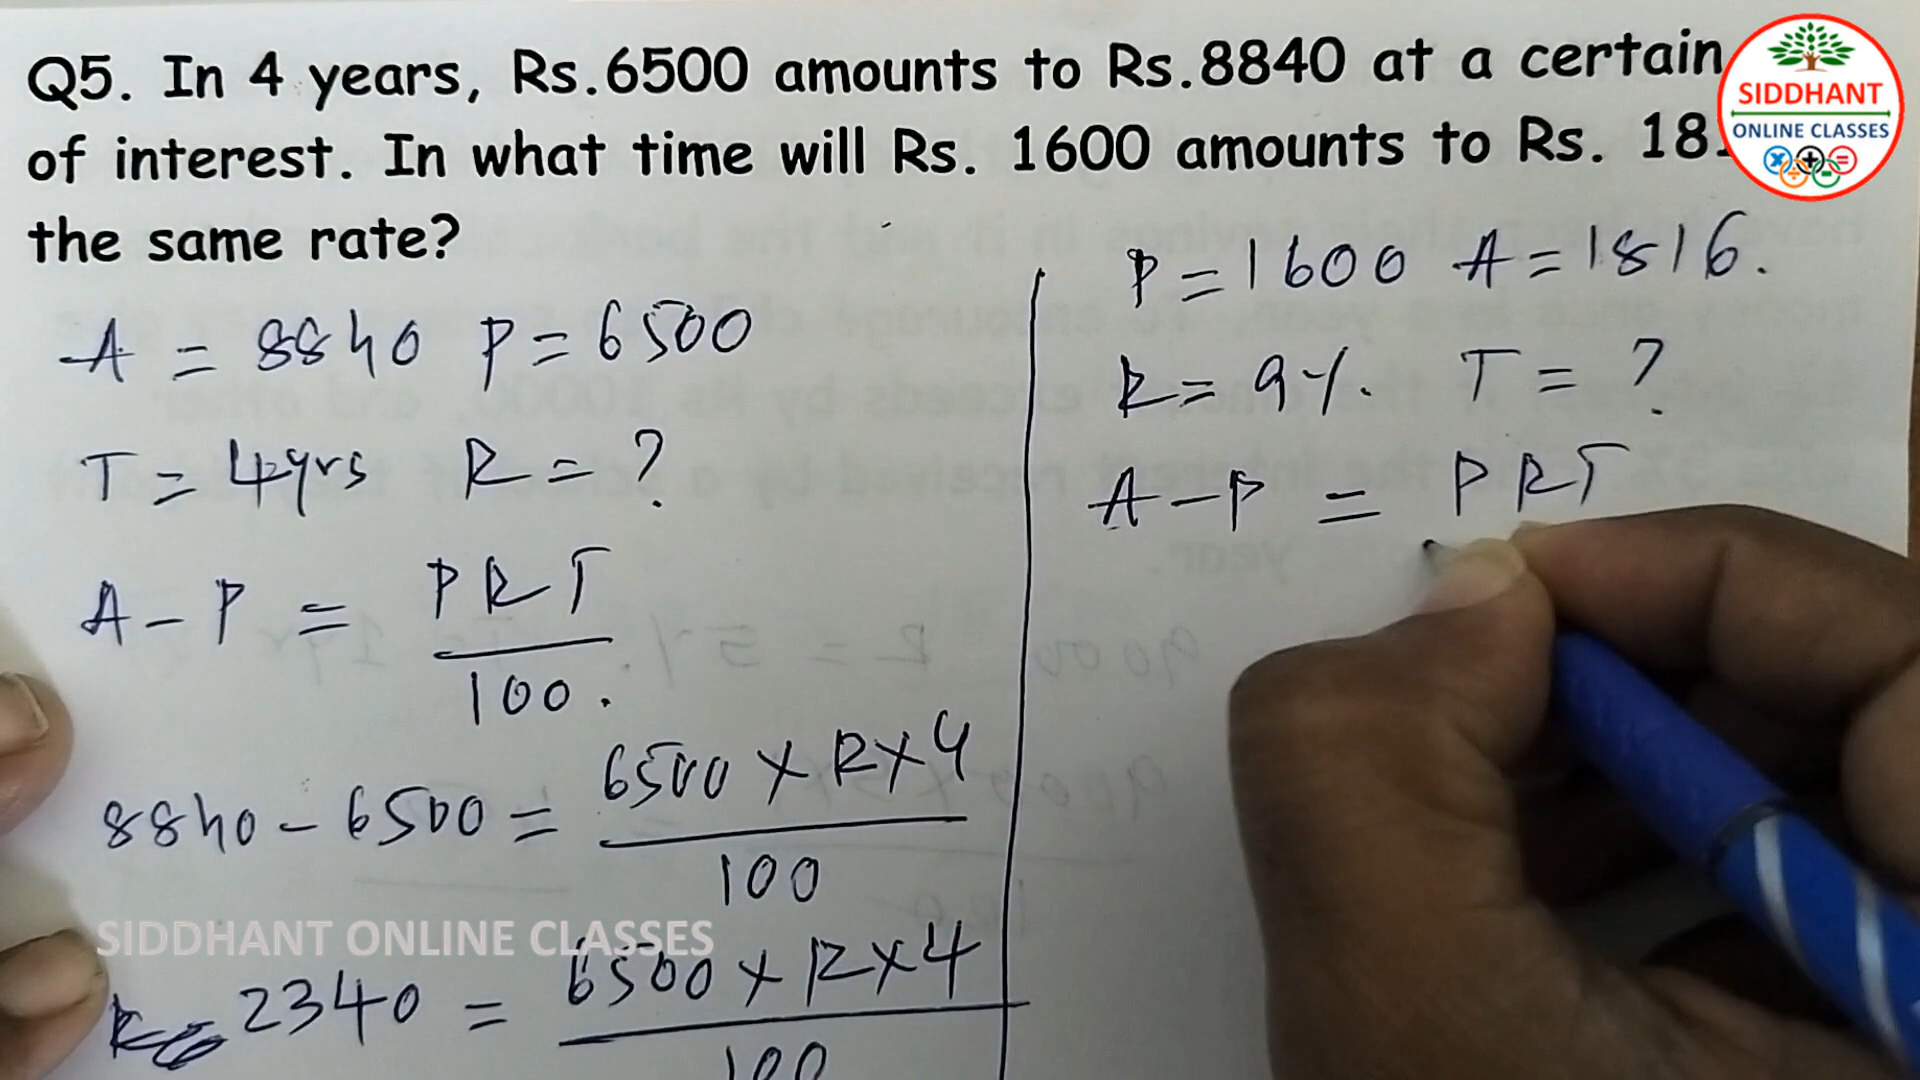 Q5. In 4 years, Rs.6500 amounts to Rs.8840 at a certain
of interest. In what time will Rs. 1600 amounts to Rs. 18
the same rate?
SIDDHANT
ONLINE CLASSES
A = 8840 P = 6500
T = 4yrs R = ?
A - P = PRT
100.
8840 - 6500 = 6500 X R X 4
100
SIDDHANT ONLINE CLASSES
2340 = 6500 x R x 4
100
P = 1600 A = 1816.
R = 9%. T = ?
A - P = PRT